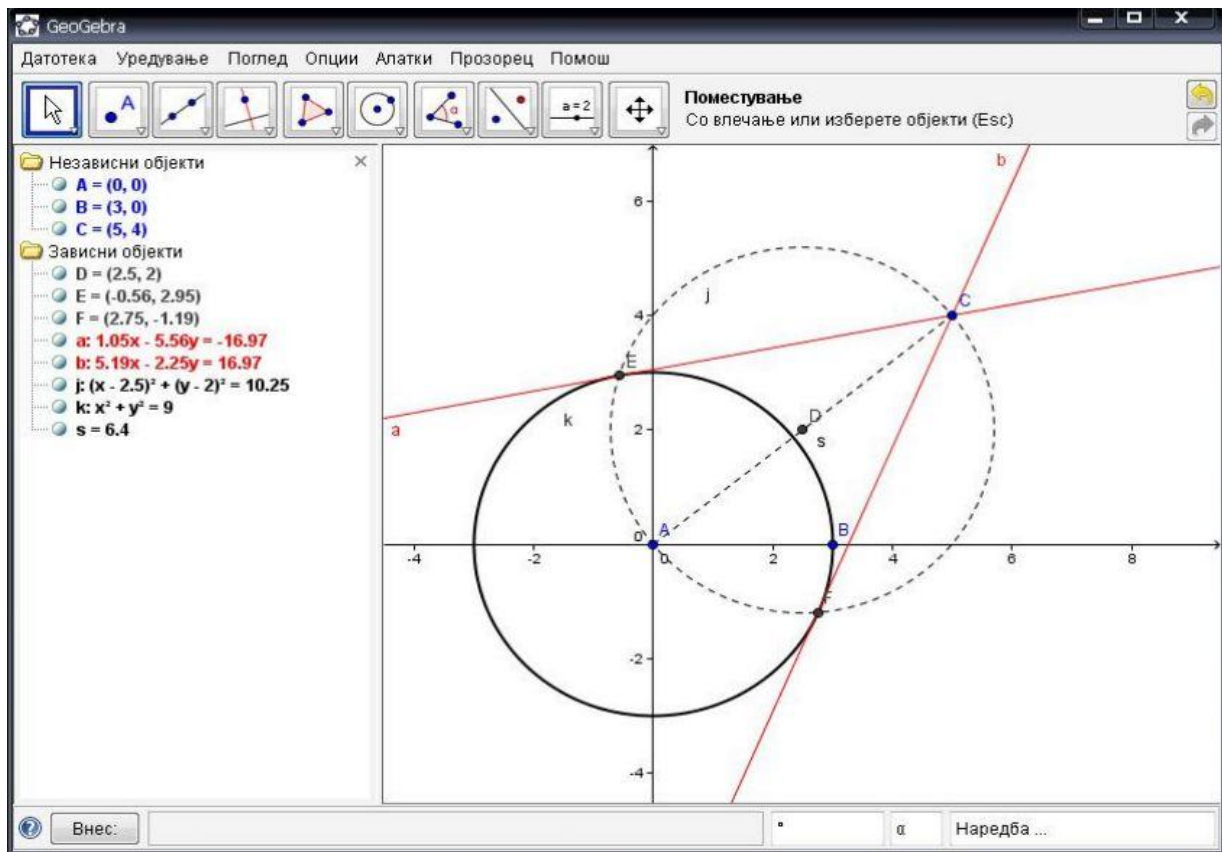 GeoGebra
Датотека Уредување Поглед Опции Алатки Прозорец Помош
A
α
a = 2
Поместување
Со влечање или изберете објекти (Esc)
Независни објекти
A = (0, 0)
B = (3, 0)
C = (5, 4)
Зависни објекти
D = (2.5, 2)
E = (-0.56, 2.95)
F = (2.75, -1.19)
a: 1.05x - 5.56y = -16.97
b: 5.19x - 2.25y = 16.97
j: (x - 2.5)² + (y - 2)² = 10.25
k: x² + y² = 9
s = 6.4
b
6
j
4
C
E
k
D
a
2
s
A
B
0
-4 -2 0 2 4 6 8
F
-2
-4
Внес:
°
α
Наредба ...